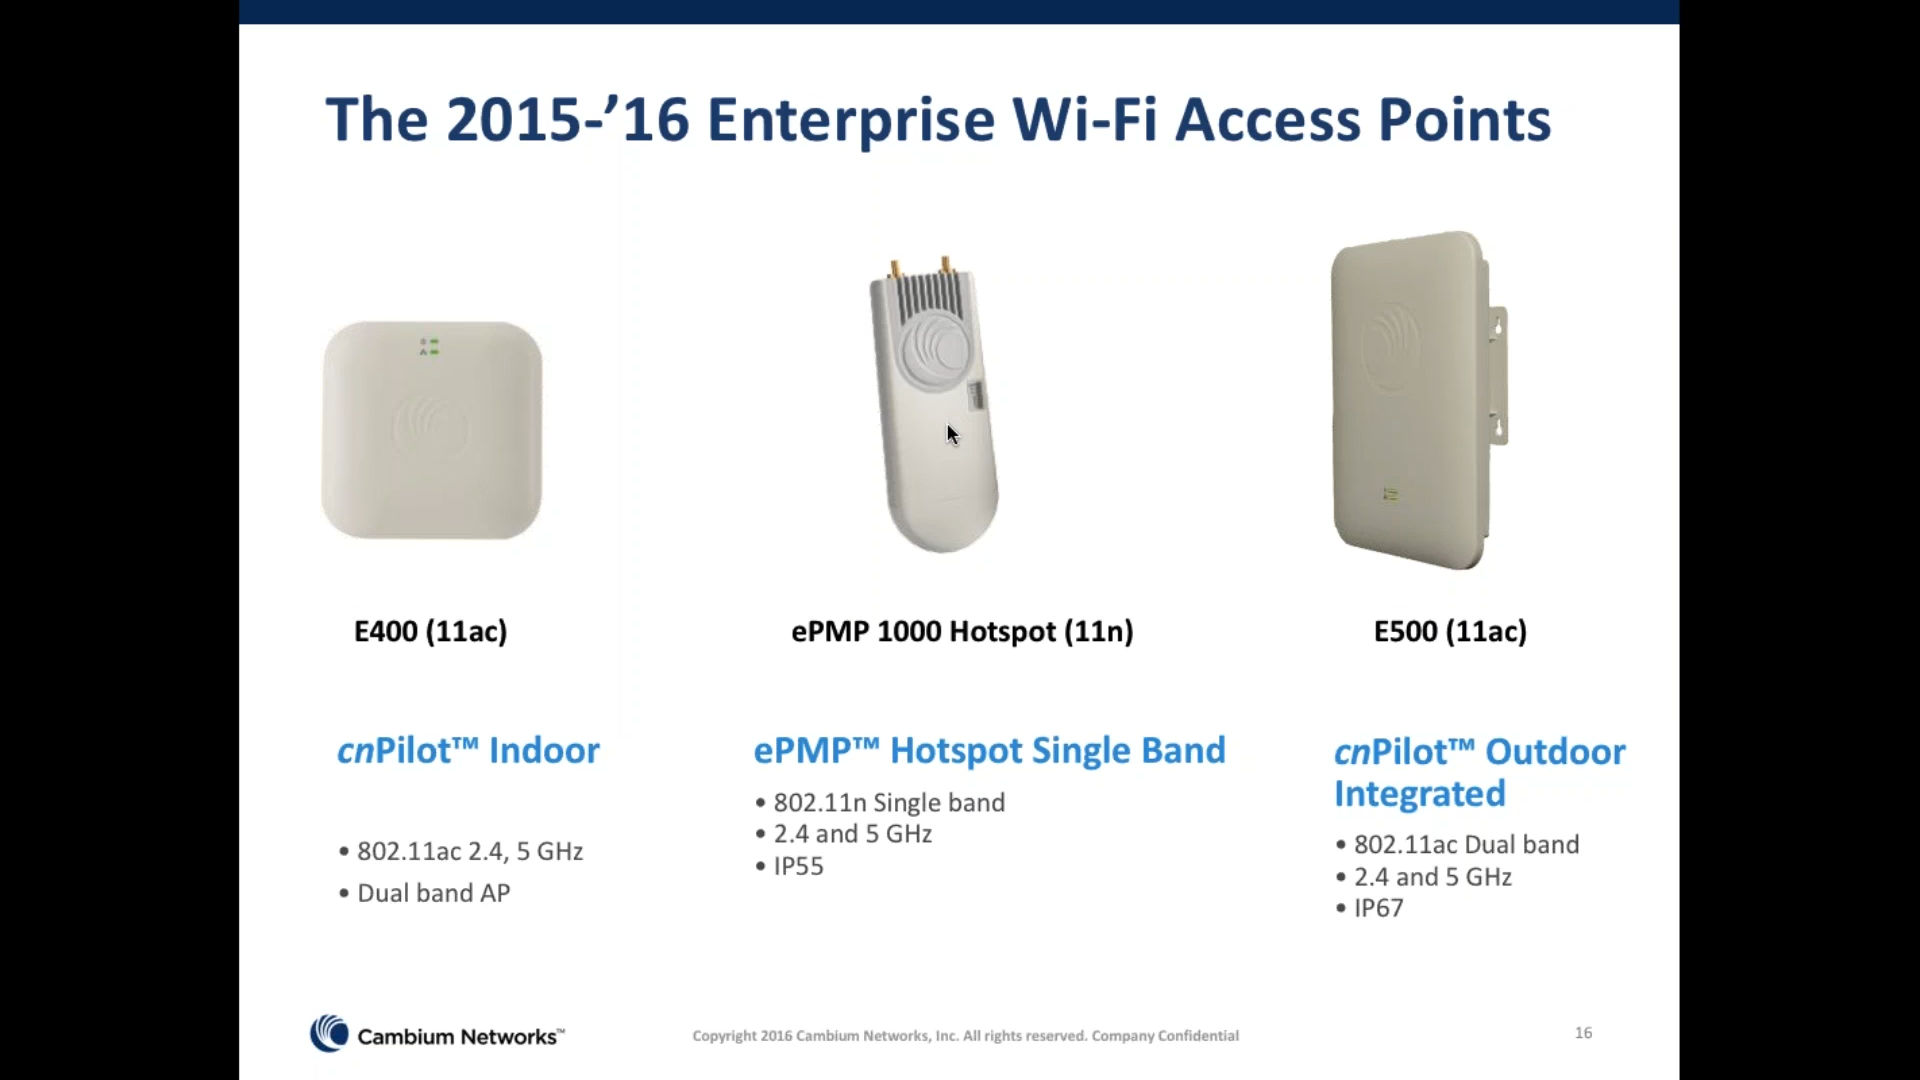 The 2015-’16 Enterprise Wi-Fi Access Points
E400 (11ac)
ePMP 1000 Hotspot (11n)
E500 (11ac)
cnPilot™ Indoor
• 802.11ac 2.4, 5 GHz
• Dual band AP
ePMP™ Hotspot Single Band
• 802.11n Single band
• 2.4 and 5 GHz
• IP55
cnPilot™ Outdoor
Integrated
• 802.11ac Dual band
• 2.4 and 5 GHz
• IP67
Cambium Networks™
Copyright 2016 Cambium Networks, Inc. All rights reserved. Company Confidential
16